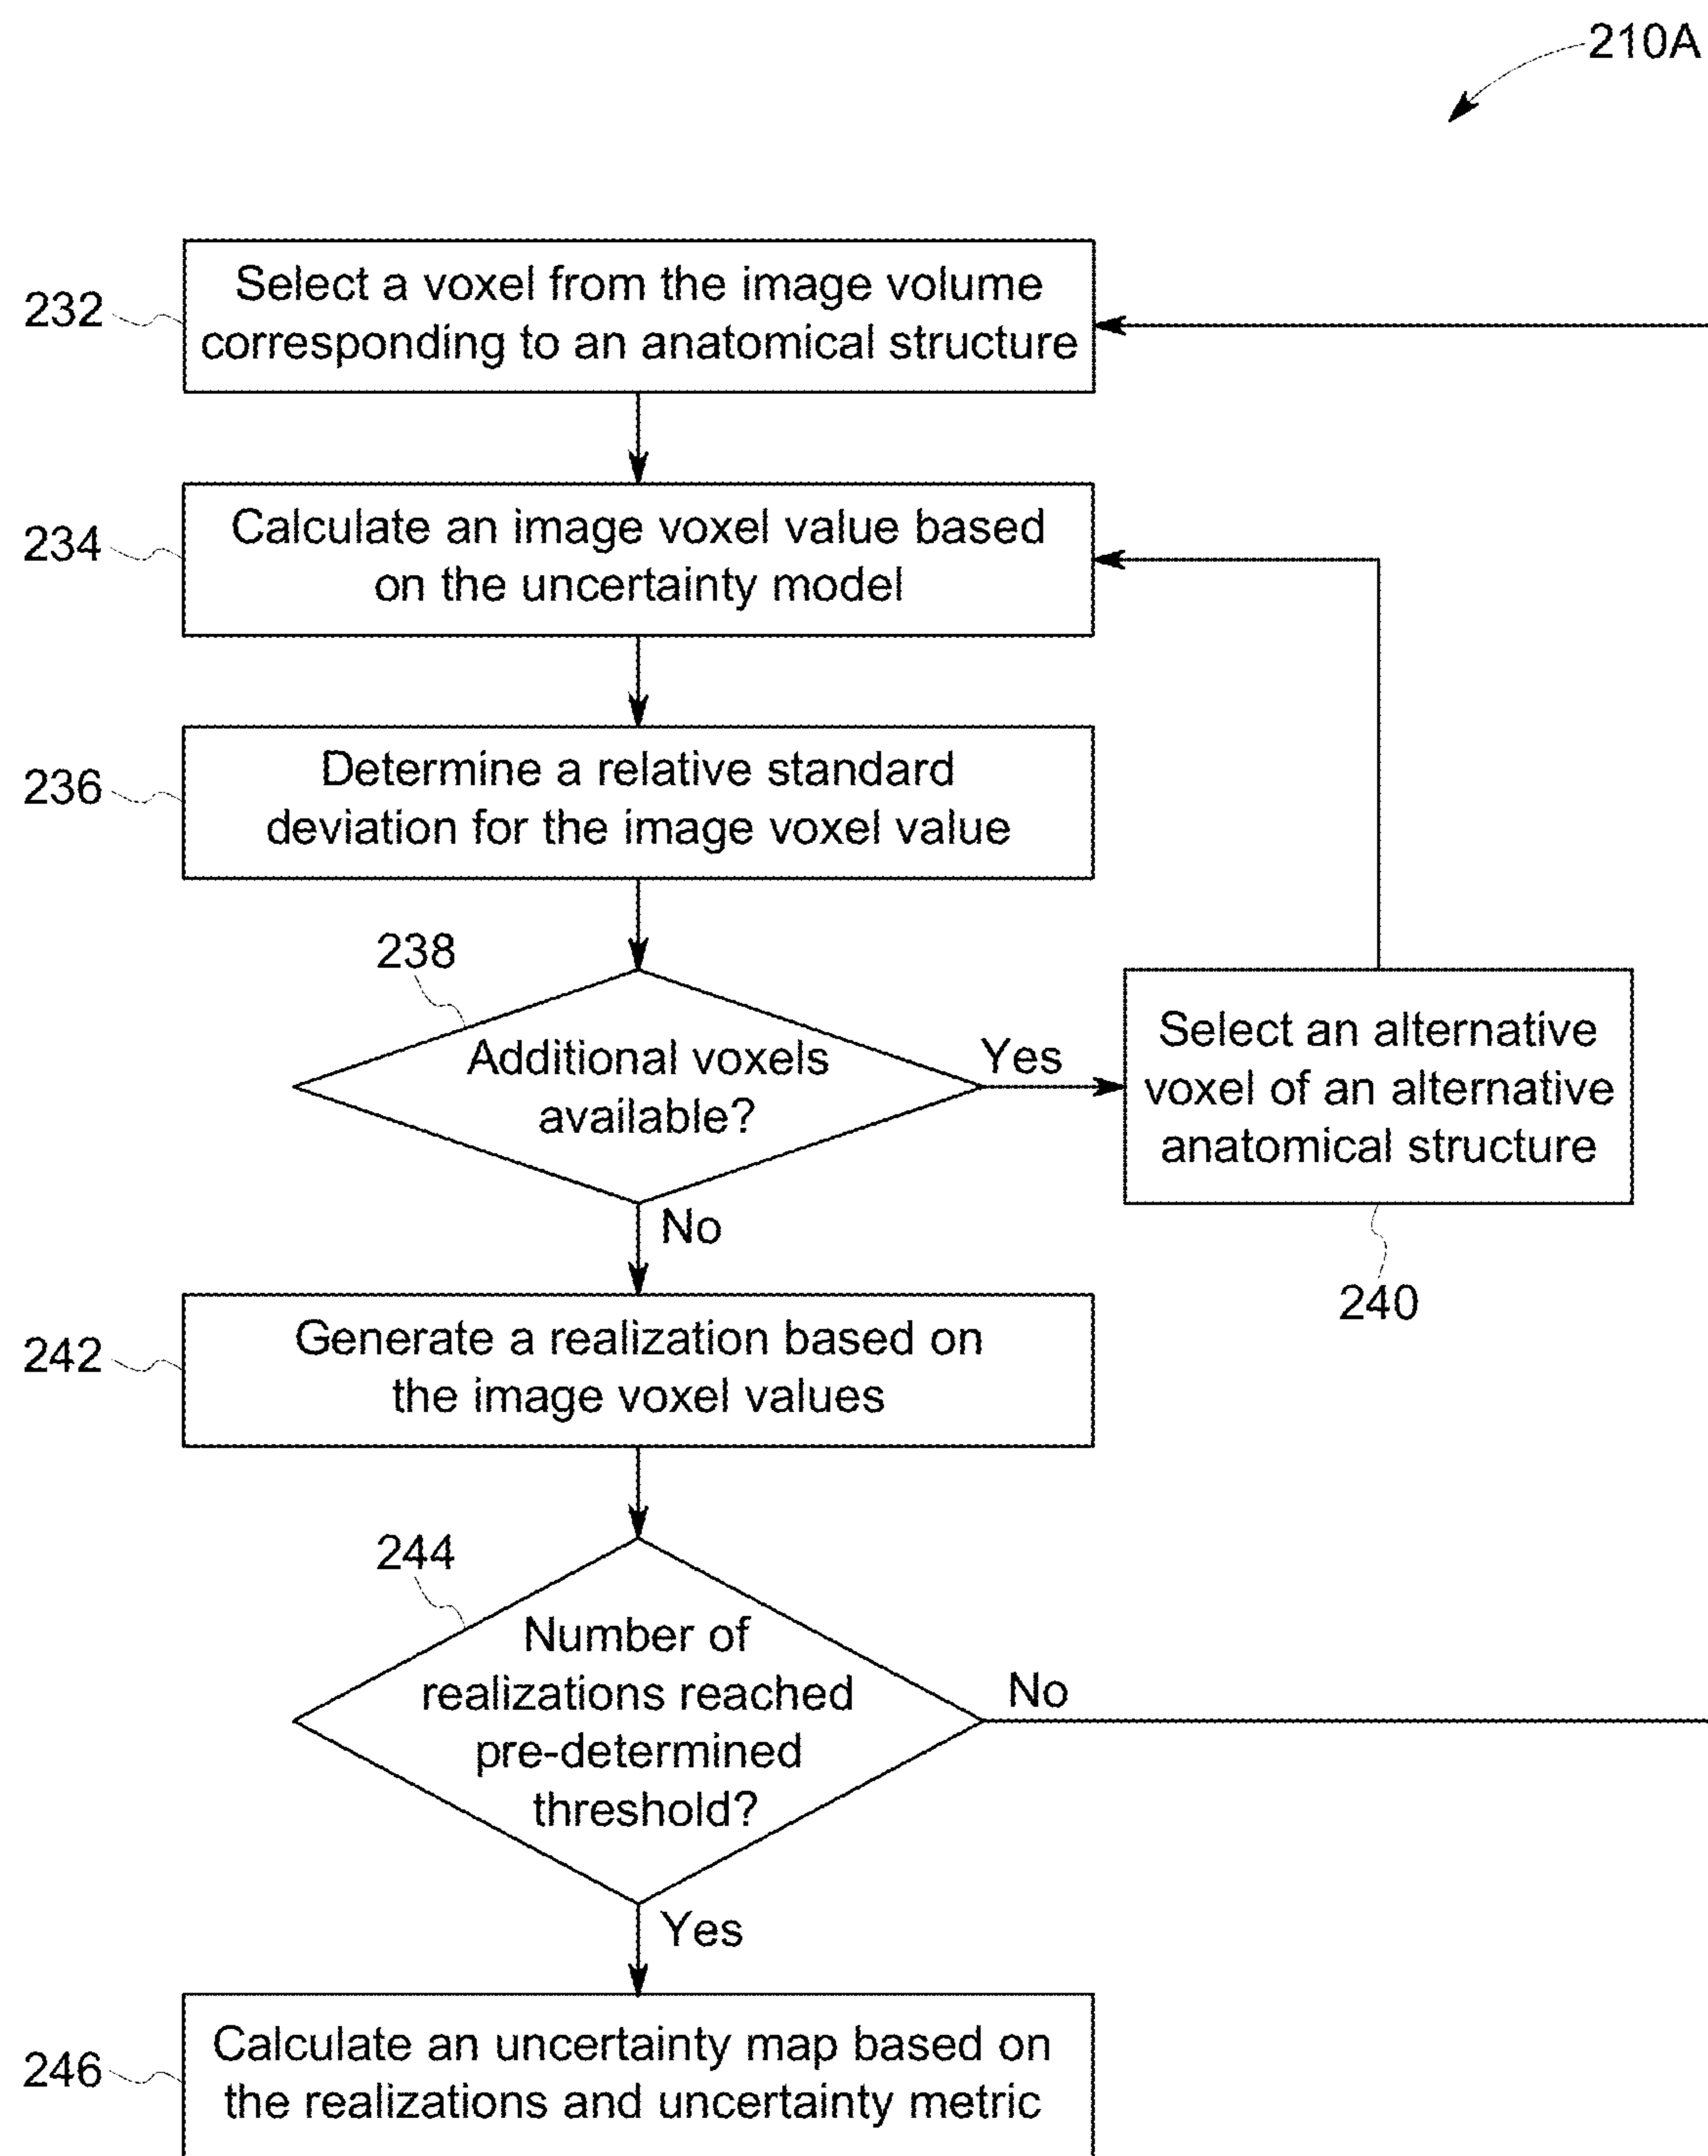 210A
232
Select a voxel from the image volume
corresponding to an anatomical structure
234
Calculate an image voxel value based
on the uncertainty model
236
Determine a relative standard
deviation for the image voxel value
238
Additional voxels
available?
Yes
Select an alternative
voxel of an alternative
anatomical structure
240
No
242
Generate a realization based on
the image voxel values
244
Number of
realizations reached
pre-determined
threshold?
No
Yes
246
Calculate an uncertainty map based on
the realizations and uncertainty metric